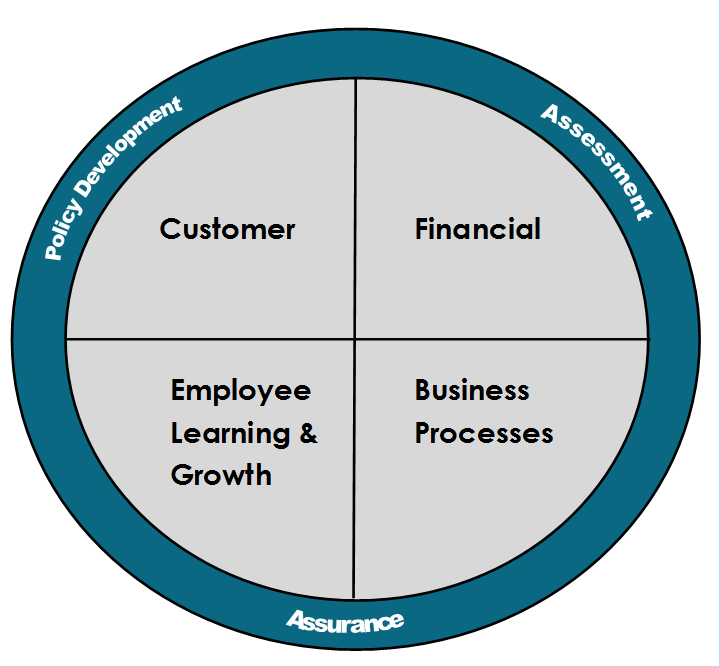 Policy Development
Assessment
Customer
Financial
Employee
Learning &
Growth
Business
Processes
Assurance